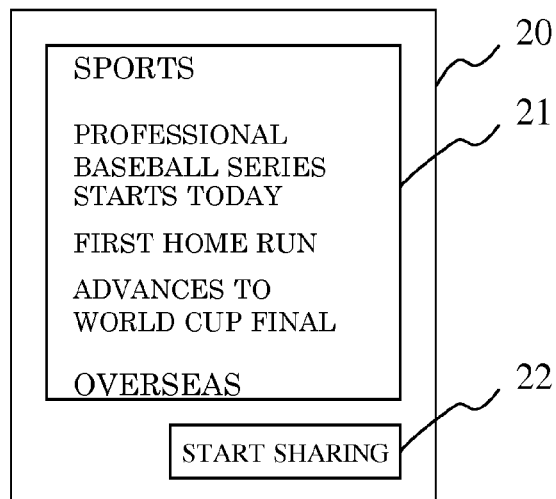 SPORTS
PROFESSIONAL
BASEBALL SERIES
STARTS TODAY
FIRST HOME RUN
ADVANCES TO
WORLD CUP FINAL
OVERSEAS
START SHARING
20
21
22